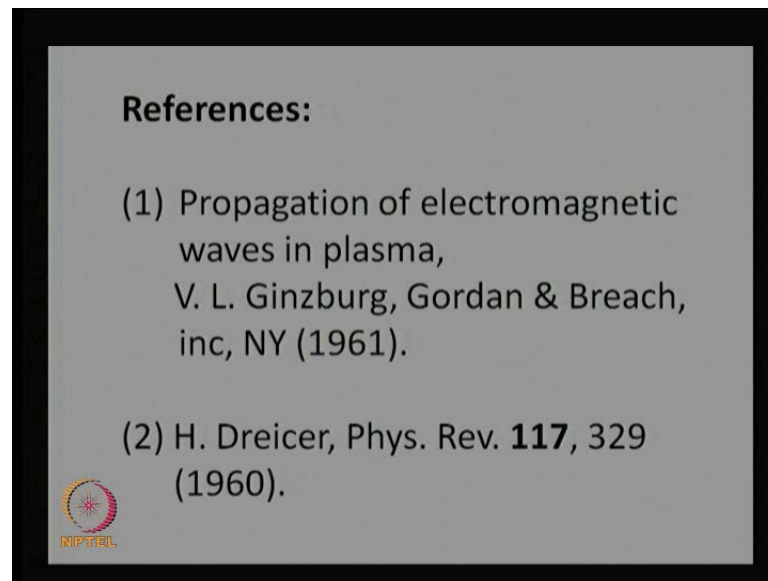 References:
(1) Propagation of electromagnetic
waves in plasma,
V. L. Ginzburg, Gordan & Breach,
inc, NY (1961).
(2) H. Dreicer, Phys. Rev. 117, 329
(1960).
NPTEL